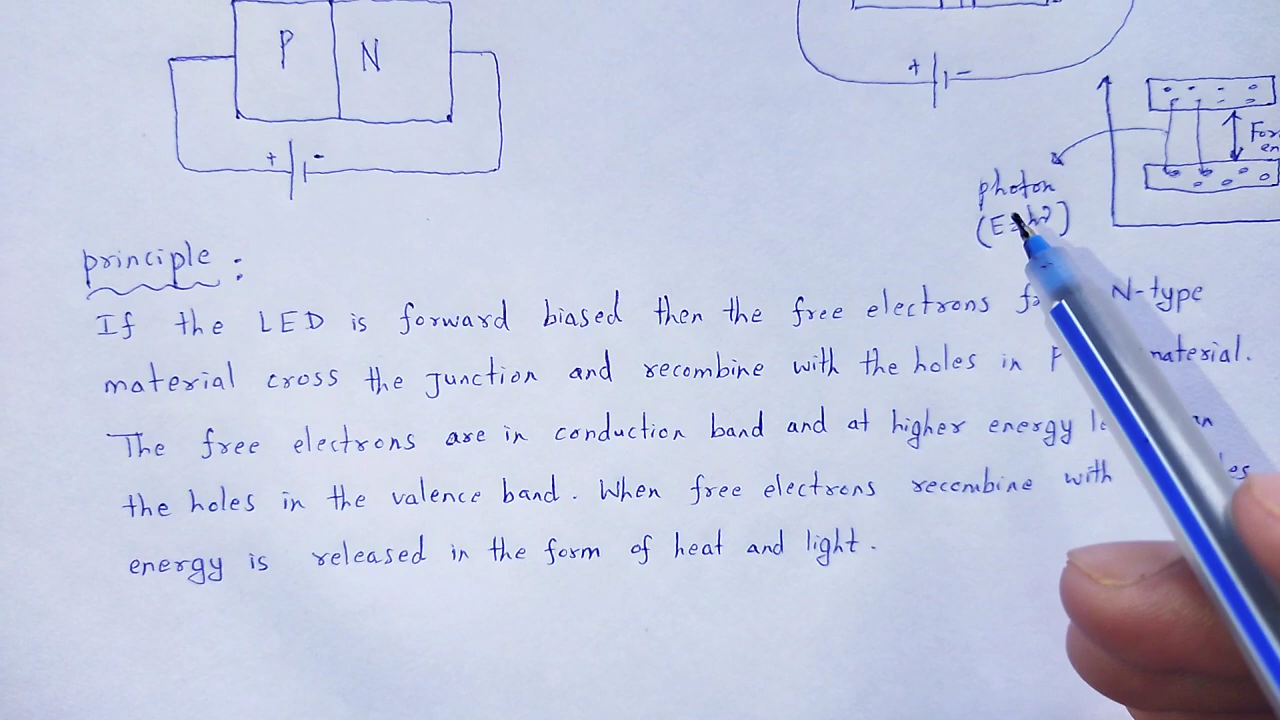 P N
+ -
+ -
photon
(E=hν)
principle :
If the LED is forward biased then the free electrons N-type
material cross the junction and recombine with the holes in P material.
The free electrons are in conduction band and at higher energy
the holes in the valence band. When free electrons recombine with
energy is released in the form of heat and light.